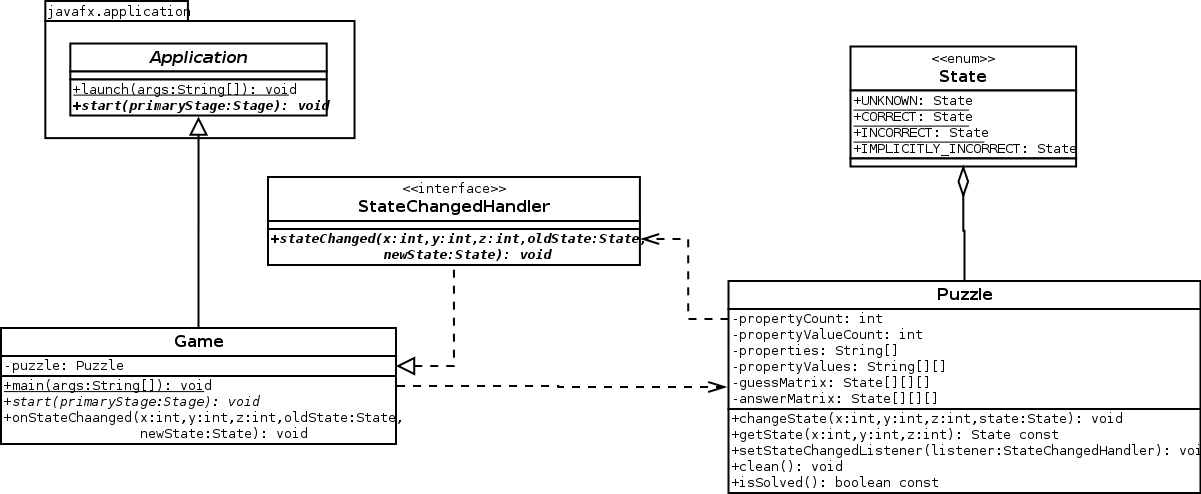 javafx.application
Application
+launch(args:String[]): void
+start(primaryStage:Stage): void
<<enum>>
State
+UNKNOWN: State
+CORRECT: State
+INCORRECT: State
+IMPLICITLY_INCORRECT: State
<<interface>>
StateChangedHandler
+stateChanged(x:int,y:int,z:int,oldState:State,
newState:State): void
Game
-puzzle: Puzzle
+main(args:String[]): void
+start(primaryStage:Stage): void
+onStateChaanged(x:int,y:int,z:int,oldState:State,
newState:State): void
Puzzle
-propertyCount: int
-propertyValueCount: int
-properties: String[]
-propertyValues: String[][]
-guessMatrix: State[][][]
-answerMatrix: State[][][]
+changeState(x:int,y:int,z:int,state:State): void
+getState(x:int,y:int,z:int): State const
+setStateChangedListener(listener:StateChangedHandler): voi
+clean(): void
+isSolved(): boolean const